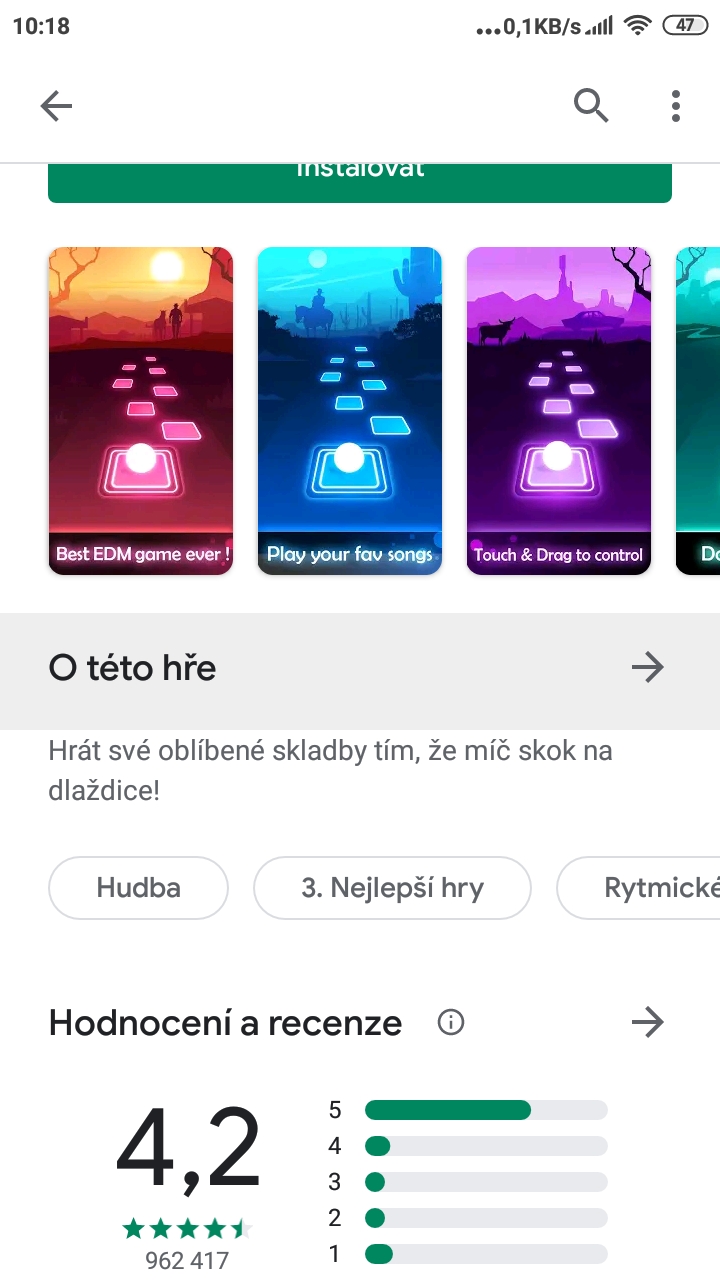 10:18
...0,1KB/s
47
Instalovat
Best EDM game ever !
Play your fav songs
Touch & Drag to control
O této hře
Hrát své oblíbené skladby tím, že míč skok na
dlaždice!
Hudba
3. Nejlepší hry
Rytmické
Hodnocení a recenze
4,2
962 417
5
4
3
2
1